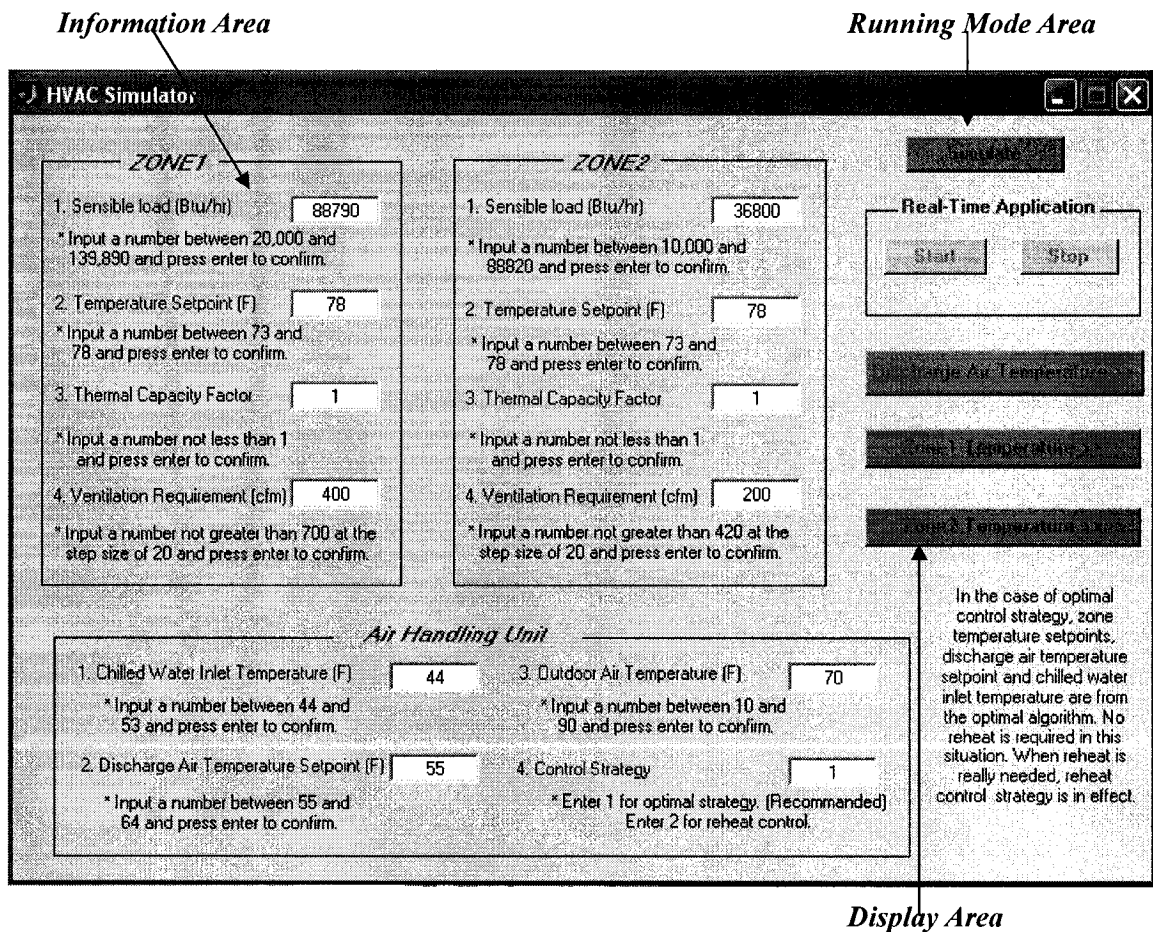 Information Area
Running Mode Area
HVAC Simulator
ZONE1
1. Sensible load (Btu/hr) 88790
* Input a number between 20,000 and
139,890 and press enter to confirm.
2. Temperature Setpoint (F) 78
* Input a number between 73 and
78 and press enter to confirm.
3. Thermal Capacity Factor 1
* Input a number not less than 1
and press enter to confirm.
4. Ventilation Requirement (cfm) 400
* Input a number not greater than 700 at the
step size of 20 and press enter to confirm.
ZONE2
1. Sensible load (Btu/hr) 36800
* Input a number between 10,000 and
88820 and press enter to confirm.
2. Temperature Setpoint (F) 78
* Input a number between 73 and
78 and press enter to confirm.
3. Thermal Capacity Factor 1
* Input a number not less than 1
and press enter to confirm.
4. Ventilation Requirement (cfm) 200
* Input a number not greater than 420 at the
step size of 20 and press enter to confirm.
Simulate
Real-Time Application
Start Stop
Discharge Air Temperature
Zone1 Temperature
Zone2 Temperature
In the case of optimal
control strategy, zone
temperature setpoints,
discharge air temperature
setpoint and chilled water
inlet temperature are from
the optimal algorithm. No
reheat is required in this
situation. When reheat is
really needed, reheat
control strategy is in effect.
Air Handling Unit
1. Chilled Water Inlet Temperature (F) 44
* Input a number between 44 and
53 and press enter to confirm.
2. Discharge Air Temperature Setpoint (F) 55
* Input a number between 55 and
64 and press enter to confirm.
3. Outdoor Air Temperature (F) 70
* Input a number between 10 and
90 and press enter to confirm.
4. Control Strategy 1
* Enter 1 for optimal strategy. (Recommanded)
Enter 2 for reheat control.
Display Area